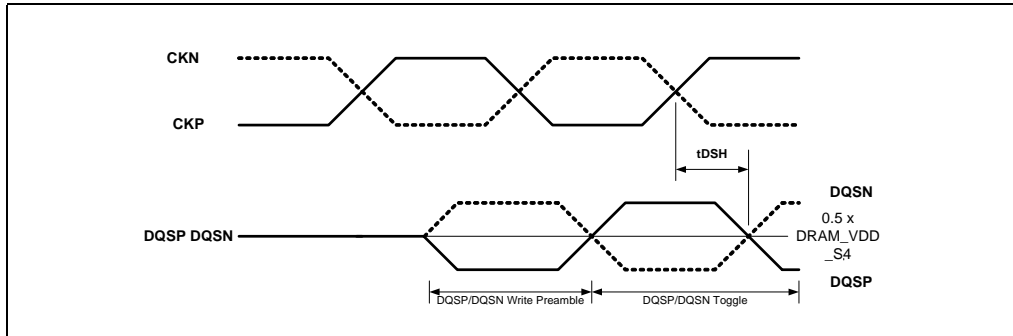 CKN
CKP
tDSH
DQSN
0.5 x
DRAM_VDD
_S4
DQSP DQSN
DQSP
DQSP/DQSN Write Preamble
DQSP/DQSN Toggle